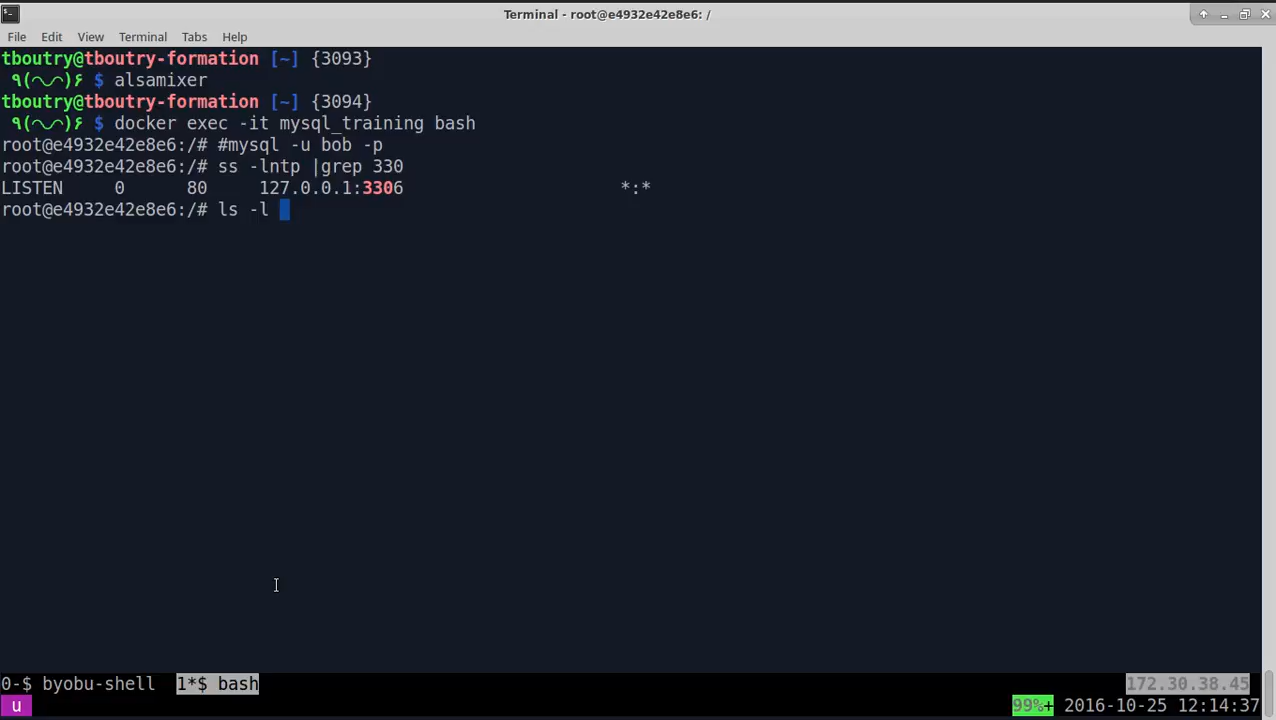 Terminal - root@e4932e42e8e6: /
File Edit View Terminal Tabs Help
tboutry@tboutry-formation [~] {3093}
٩(◠◡◠)۶ $ alsamixer
tboutry@tboutry-formation [~] {3094}
٩(◠◡◠)۶ $ docker exec -it mysql_training bash
root@e4932e42e8e6:/# #mysql -u bob -p
root@e4932e42e8e6:/# ss -lntp |grep 330
LISTEN 0 80 127.0.0.1:3306 *:*
root@e4932e42e8e6:/# ls -l
0-$ byobu-shell 1*$ bash 172.30.38.45
u 99%+ 2016-10-25 12:14:37